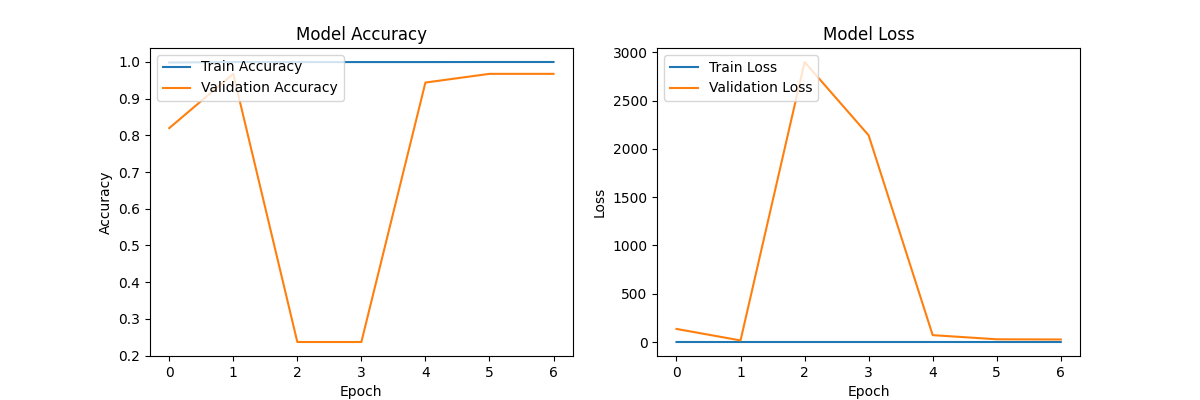 Model Accuracy
Train Accuracy
Validation Accuracy
1.0
0.9
0.8
0.7
0.6
0.5
0.4
0.3
0.2
Accuracy
0 1 2 3 4 5 6
Epoch
Model Loss
Train Loss
Validation Loss
3000
2500
2000
1500
1000
500
0
Loss
0 1 2 3 4 5 6
Epoch